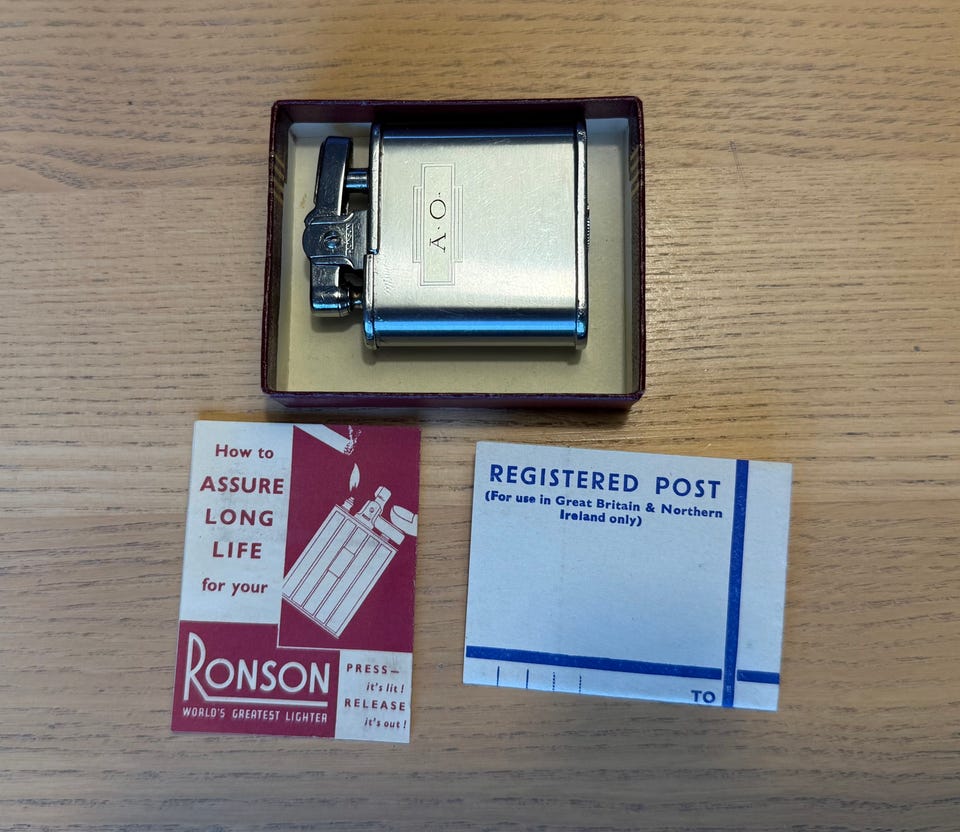 A·O·
How to
ASSURE
LONG
LIFE
for your
RONSON
WORLD'S GREATEST LIGHTER
PRESS—
it's lit!
RELEASE
it's out!
REGISTERED POST
(For use in Great Britain & Northern
Ireland only)
TO